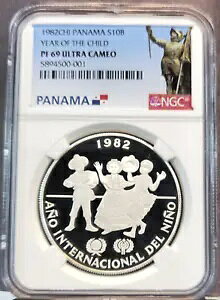 1982CHI PANAMA S10B
YEAR OF THE CHILD
PF 69 ULTRA CAMEO
5894500-001
PANAMA
NGC
1982
AÑO INTERNACIONAL DEL NIÑO